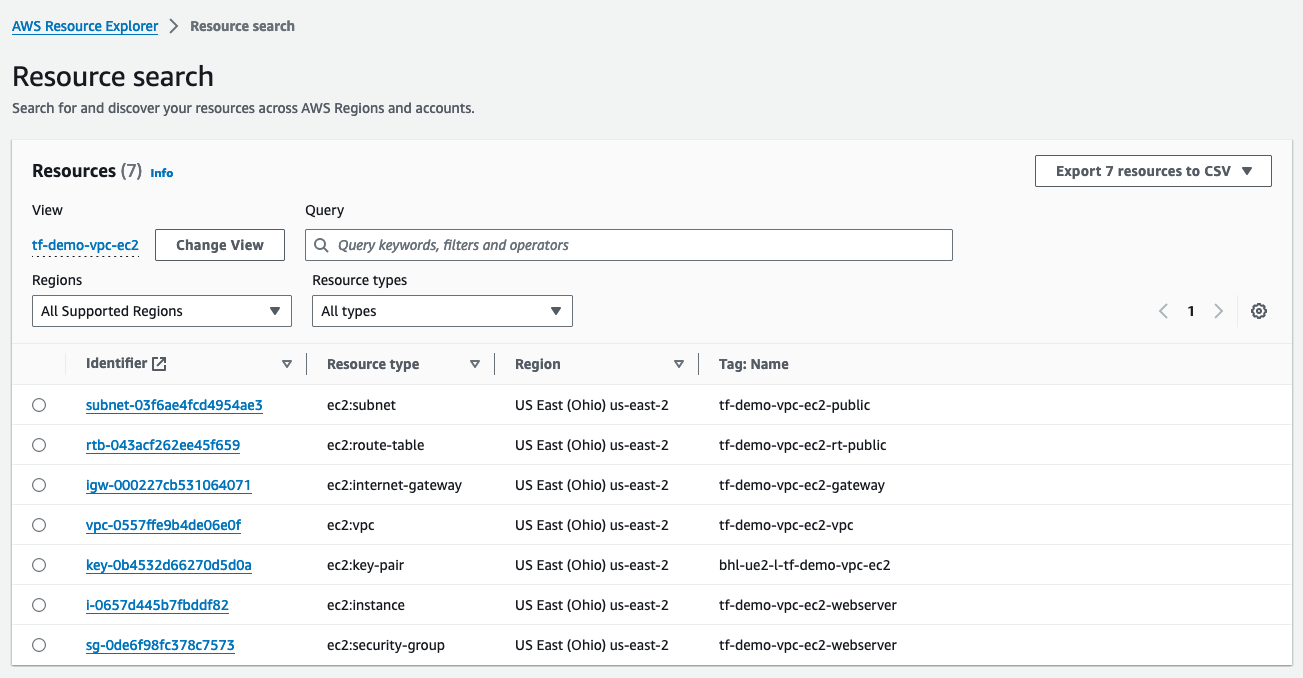 AWS Resource Explorer > Resource search
Resource search
Search for and discover your resources across AWS Regions and accounts.
Resources (7) Info
Export 7 resources to CSV
View
Query
tf-demo-vpc-ec2
Change View
Query keywords, filters and operators
Regions
Resource types
All Supported Regions
All types
1
Identifier Resource type Region Tag: Name
subnet-03f6ae4fcd4954ae3 ec2:subnet US East (Ohio) us-east-2 tf-demo-vpc-ec2-public
rtb-043acf262ee45f659 ec2:route-table US East (Ohio) us-east-2 tf-demo-vpc-ec2-rt-public
igw-000227cb531064071 ec2:internet-gateway US East (Ohio) us-east-2 tf-demo-vpc-ec2-gateway
vpc-0557ffe9b4de06e0f ec2:vpc US East (Ohio) us-east-2 tf-demo-vpc-ec2-vpc
key-0b4532d66270d5d0a ec2:key-pair US East (Ohio) us-east-2 bhl-ue2-l-tf-demo-vpc-ec2
i-0657d445b7fbddf82 ec2:instance US East (Ohio) us-east-2 tf-demo-vpc-ec2-webserver
sg-0de6f98fc378c7573 ec2:security-group US East (Ohio) us-east-2 tf-demo-vpc-ec2-webserver